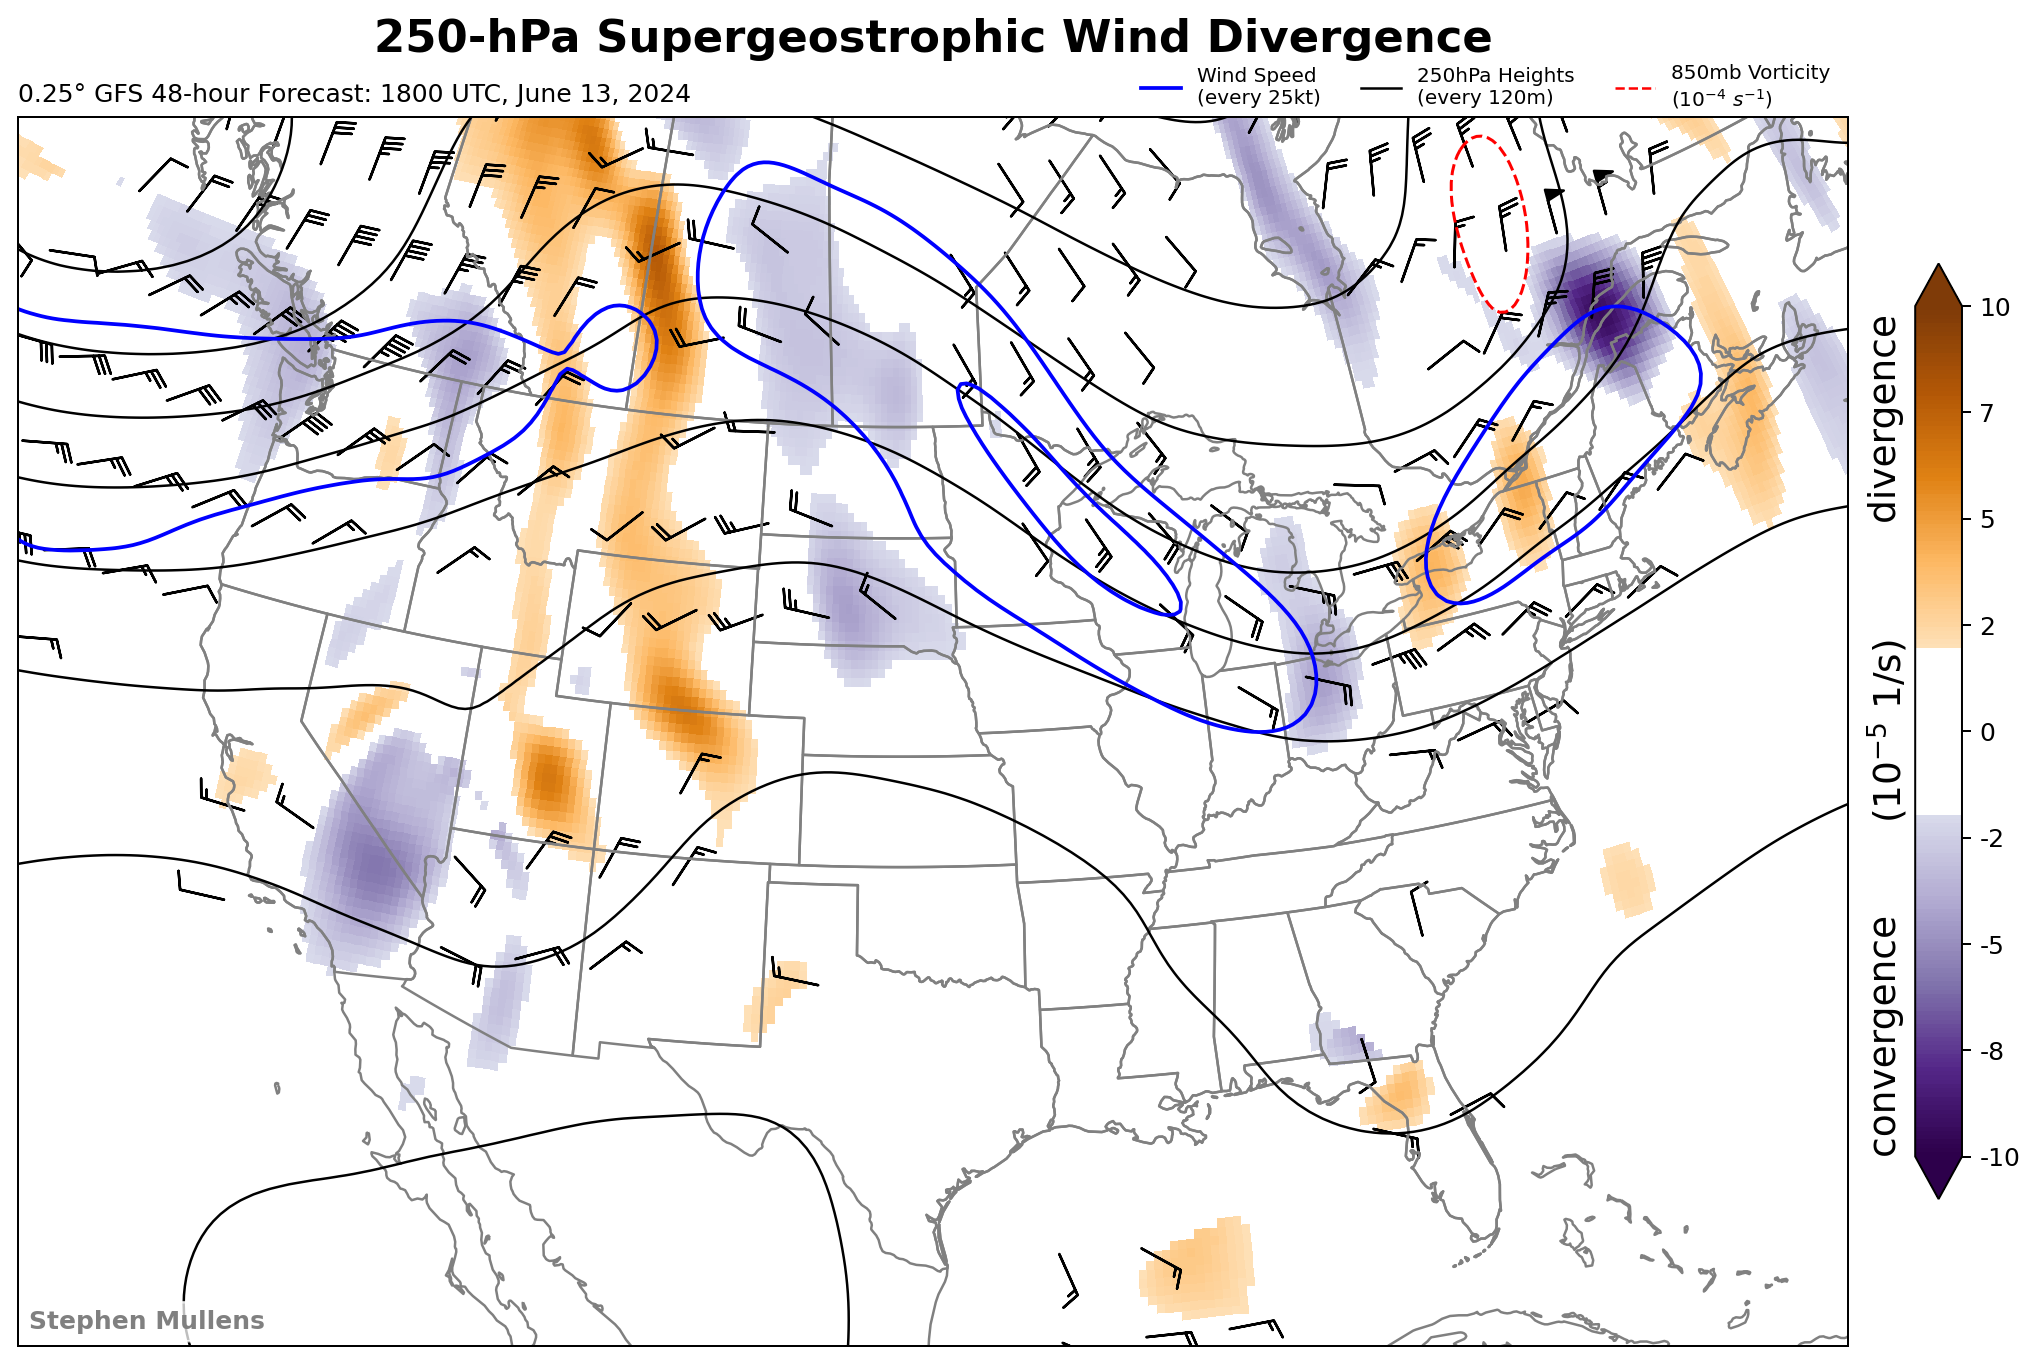 250-hPa Supergeostrophic Wind Divergence
0.25° GFS 48-hour Forecast: 1800 UTC, June 13, 2024
Wind Speed
(every 25kt)
250hPa Heights
(every 120m)
850mb Vorticity
(10⁻⁴ s⁻¹)
10
7
5
2
0
-2
-5
-8
-10
convergence (10⁻⁵ 1/s) divergence
Stephen Mullens